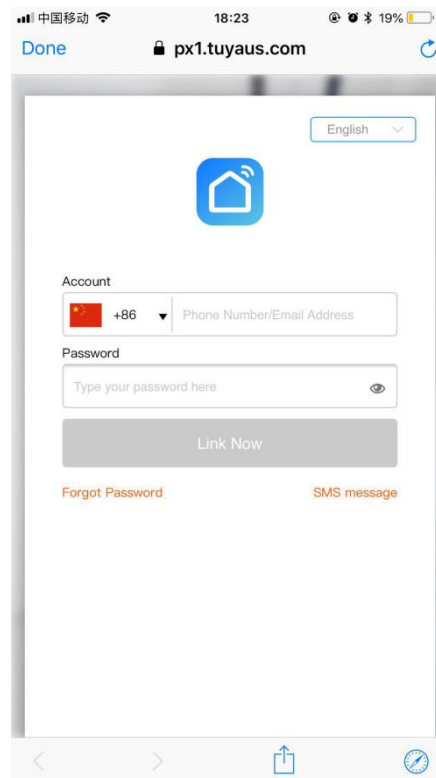 中国移动 18:23 19%
Done px1.tuyaus.com
English
Account
+86 Phone Number/Email Address
Password
Type your password here
Link Now
Forgot Password SMS message